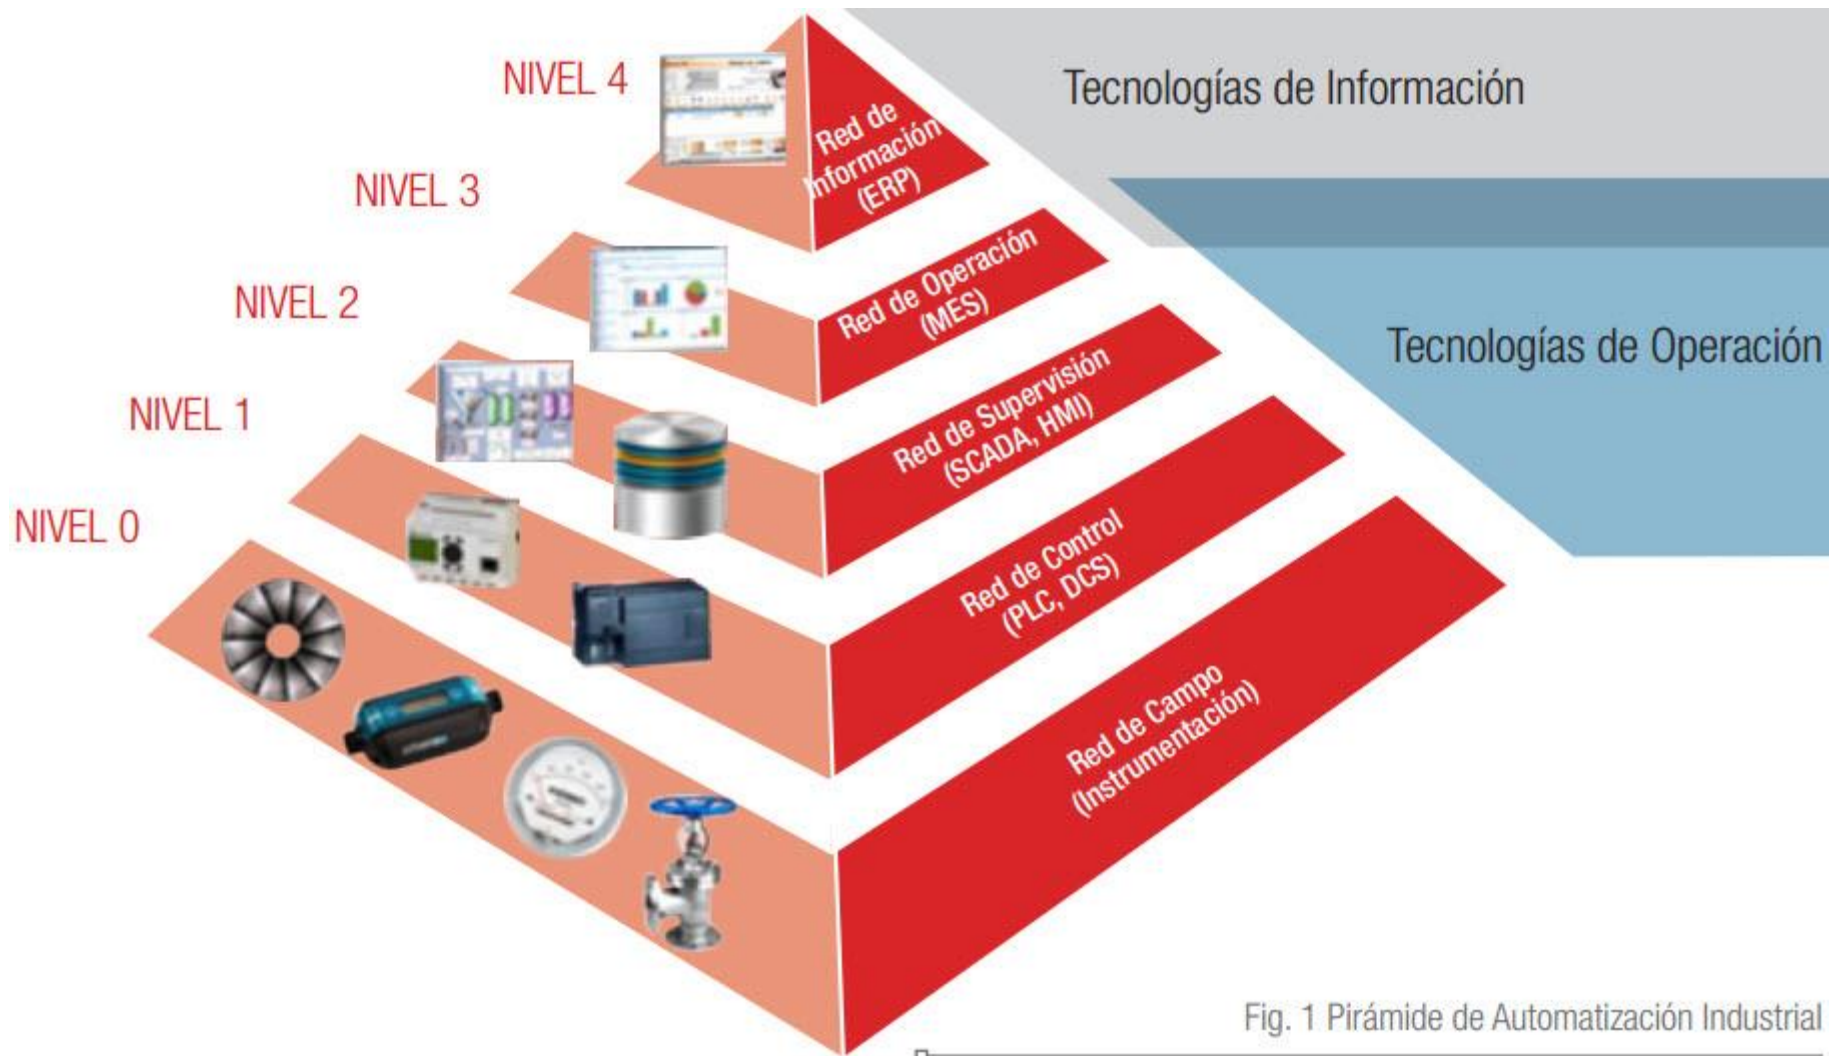 NIVEL 4
Red de
Información
(ERP)
Tecnologías de Información
NIVEL 3
Red de Operación
(MES)
NIVEL 2
Red de Supervisión
(SCADA, HMI)
Tecnologías de Operación
NIVEL 1
Red de Control
(PLC, DCS)
NIVEL 0
Red de Campo
(Instrumentación)
Fig. 1 Pirámide de Automatización Industrial